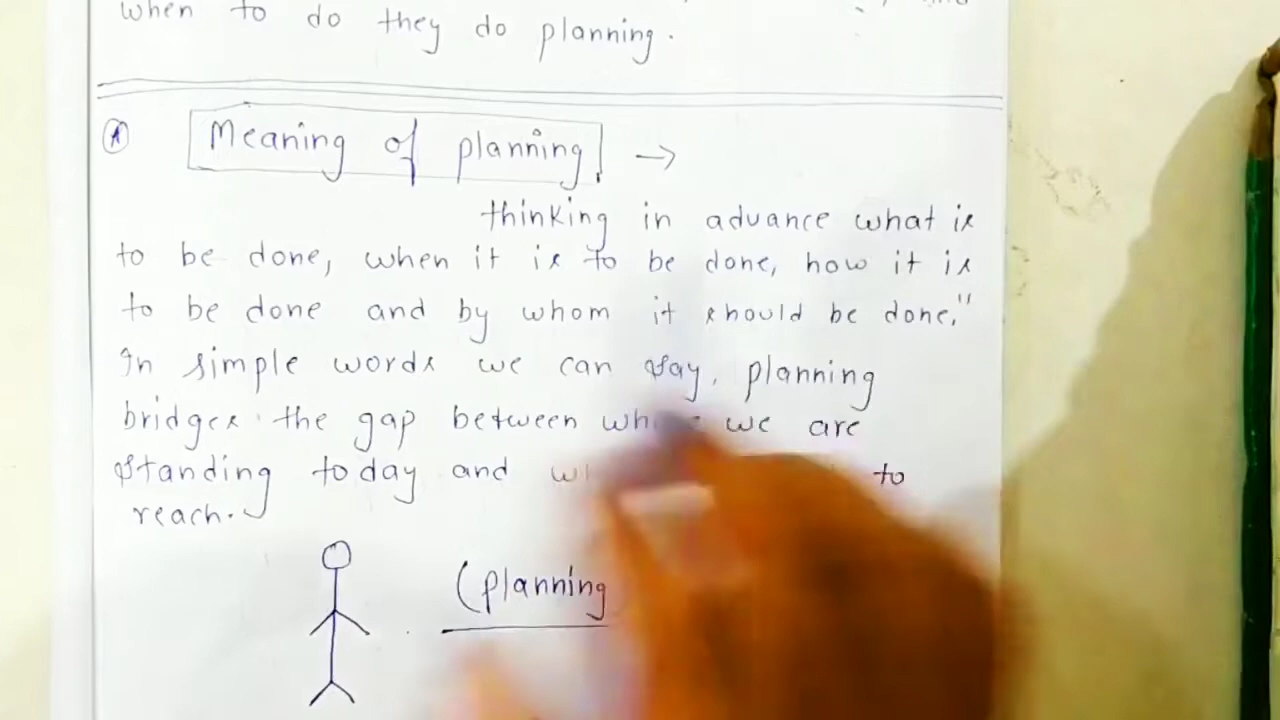 when to do they do planning.
A Meaning of planning →
thinking in advance what is
to be done, when it is to be done, how it is
to be done and by whom it should be done,"
In simple words we can say, planning
bridges the gap between we are
standing today and to
reach.
(planning